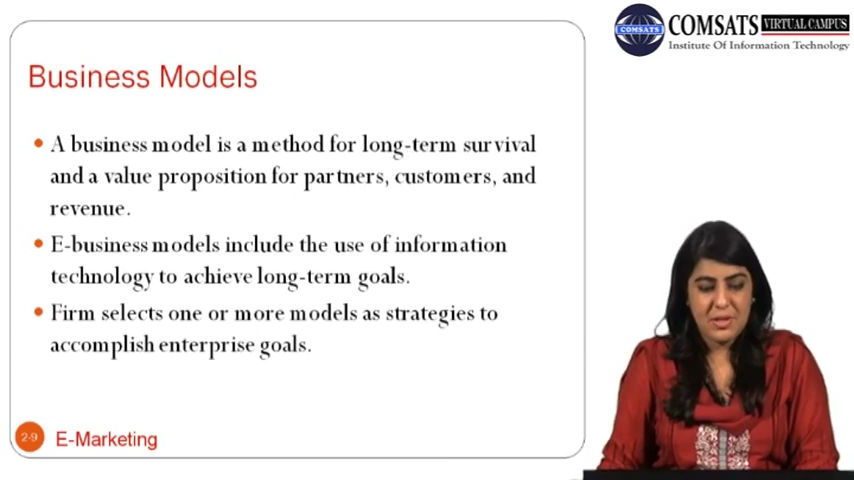 COMSATS VIRTUAL CAMPUS
COMSATS
Institute Of Information Technology
Business Models
A business model is a method for long-term survival
and a value proposition for partners, customers, and
revenue.
E-business models include the use of information
technology to achieve long-term goals.
Firm selects one or more models as strategies to
accomplish enterprise goals.
2-9
E-Marketing